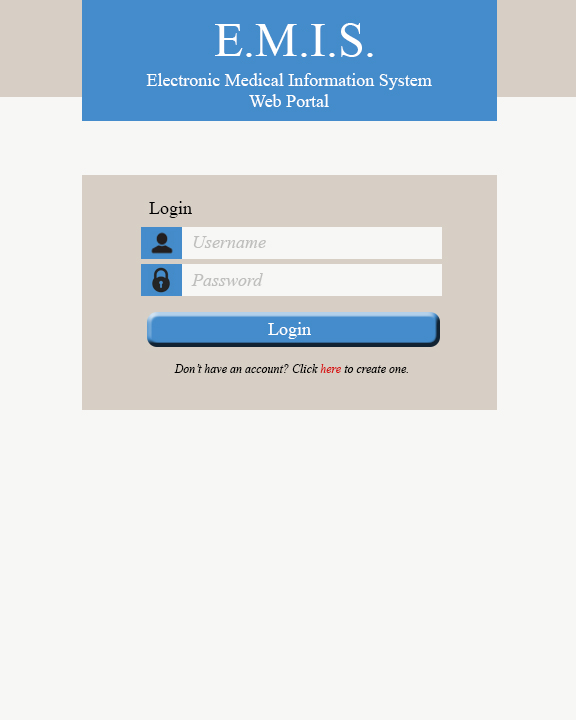 E.M.I.S.
Electronic Medical Information System
Web Portal
Login
Username
Password
Login
Don't have an account? Click here to create one.